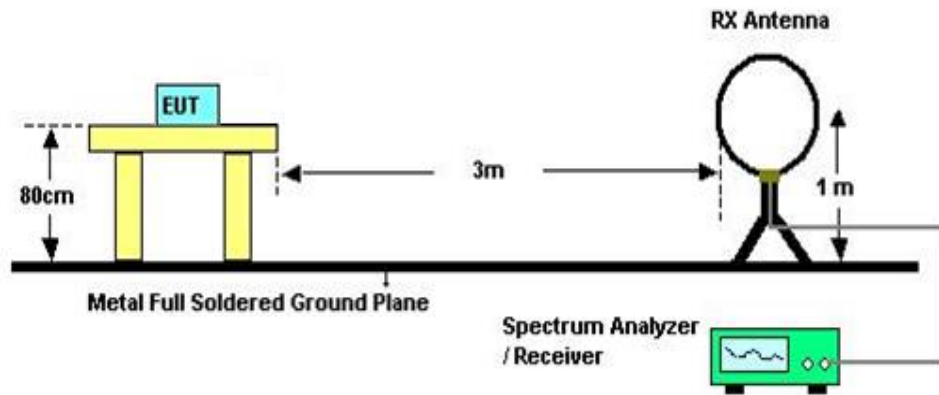 RX Antenna
EUT
80cm
3m
1 m
Metal Full Soldered Ground Plane
Spectrum Analyzer
/ Receiver